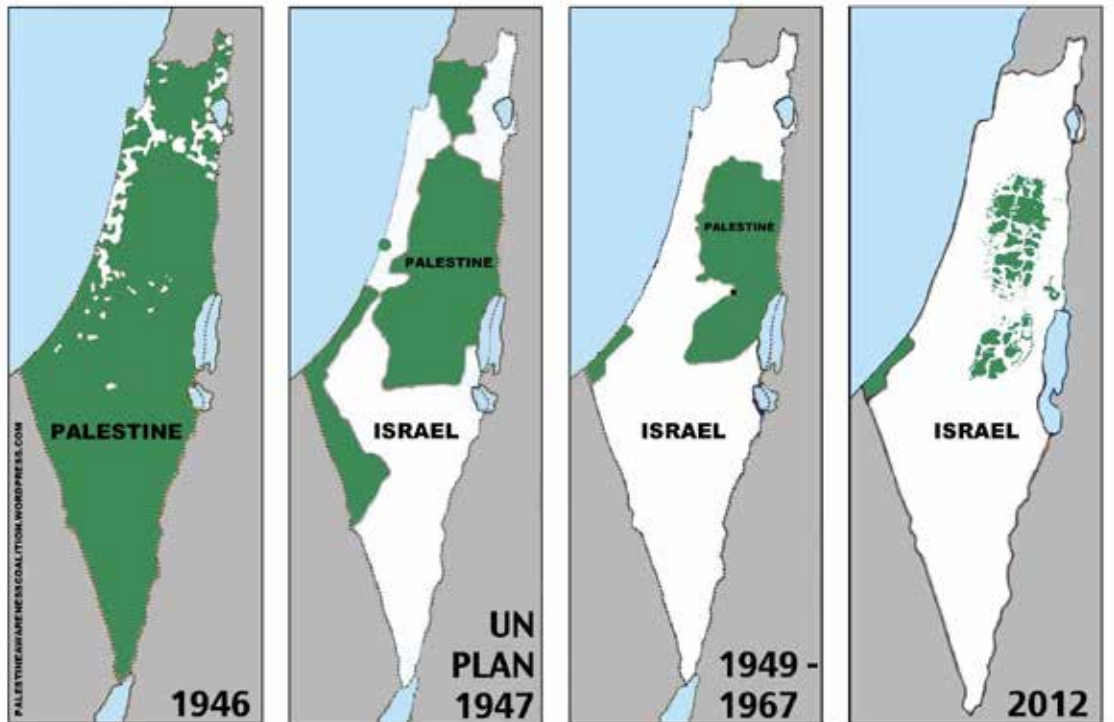 PALESTINE
1946
PALESTINEAWARENESSCOALITION.WORDPRESS.COM
PALESTINE
ISRAEL
UN
PLAN
1947
PALESTINE
ISRAEL
1949 -
1967
ISRAEL
2012